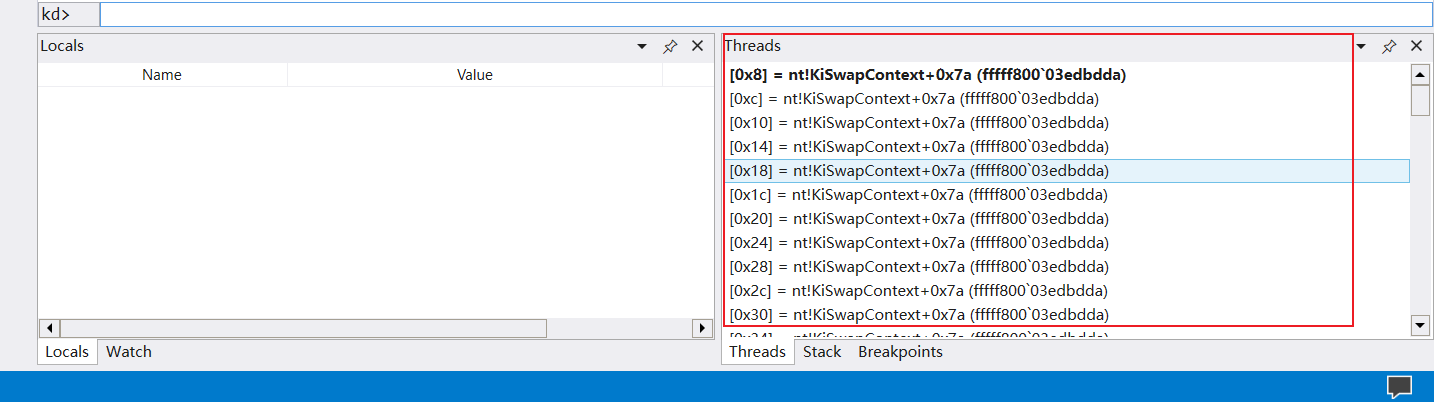 kd>
Locals
Name Value
Threads
[0x8] = nt!KiSwapContext+0x7a (fffff800`03edbdda)
[0xc] = nt!KiSwapContext+0x7a (fffff800`03edbdda)
[0x10] = nt!KiSwapContext+0x7a (fffff800`03edbdda)
[0x14] = nt!KiSwapContext+0x7a (fffff800`03edbdda)
[0x18] = nt!KiSwapContext+0x7a (fffff800`03edbdda)
[0x1c] = nt!KiSwapContext+0x7a (fffff800`03edbdda)
[0x20] = nt!KiSwapContext+0x7a (fffff800`03edbdda)
[0x24] = nt!KiSwapContext+0x7a (fffff800`03edbdda)
[0x28] = nt!KiSwapContext+0x7a (fffff800`03edbdda)
[0x2c] = nt!KiSwapContext+0x7a (fffff800`03edbdda)
[0x30] = nt!KiSwapContext+0x7a (fffff800`03edbdda)
Locals Watch
Threads Stack Breakpoints